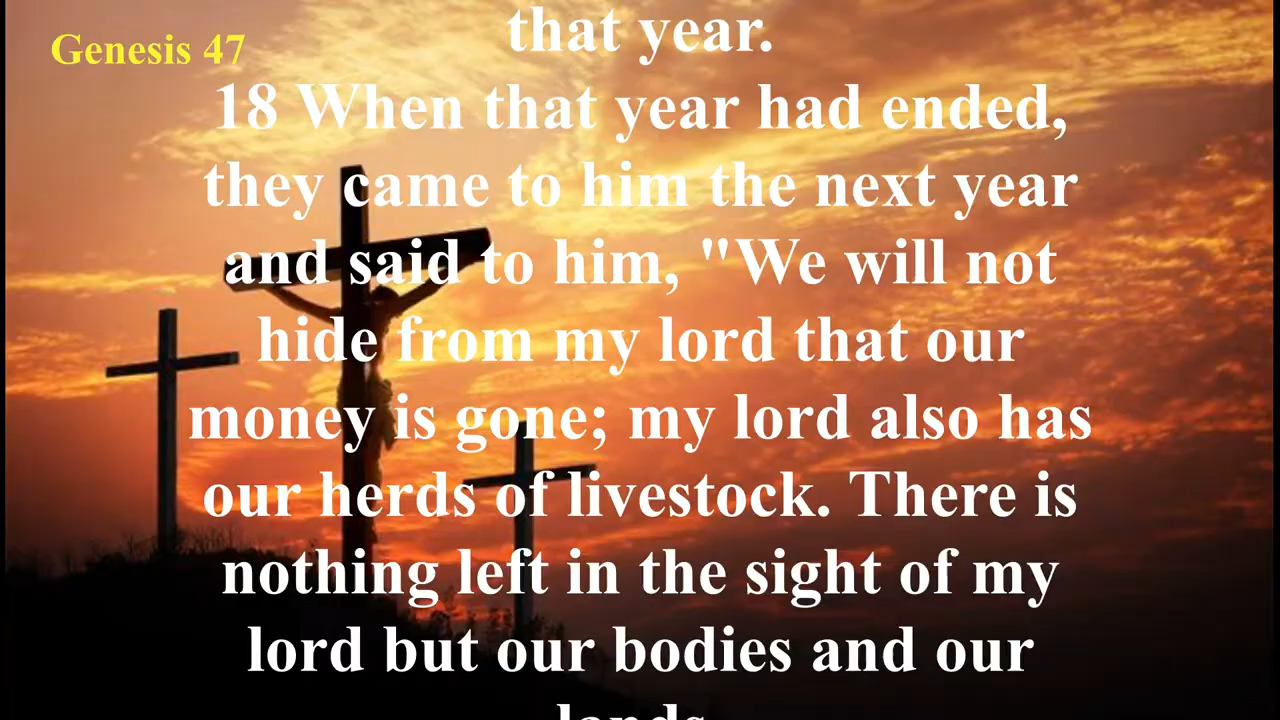 Genesis 47
that year.
18 When that year had ended,
they came to him the next year
and said to him, "We will not
hide from my lord that our
money is gone; my lord also has
our herds of livestock. There is
nothing left in the sight of my
lord but our bodies and our
lands.